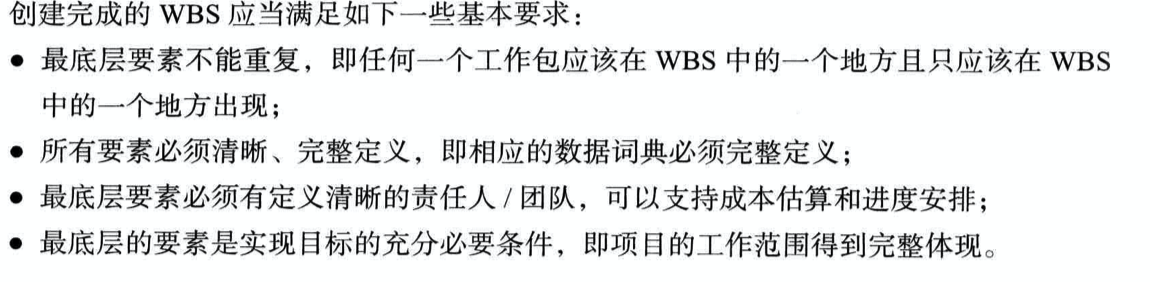 创建完成的 WBS 应当满足如下一些基本要求：
● 最底层要素不能重复，即任何一个工作包应该在 WBS 中的一个地方且只应该在 WBS
中的一个地方出现；
● 所有要素必须清晰、完整定义，即相应的数据词典必须完整定义；
● 最底层要素必须有定义清晰的责任人 / 团队，可以支持成本估算和进度安排；
● 最底层的要素是实现目标的充分必要条件，即项目的工作范围得到完整体现。